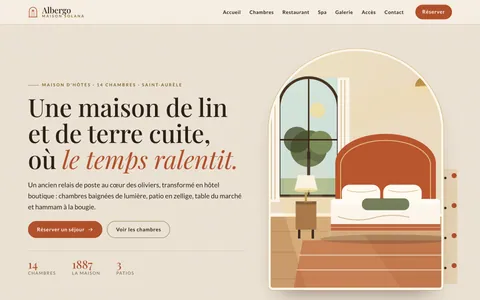 Albergo
MAISON SOLANA
Accueil Chambres Restaurant Spa Galerie Accès Contact Réserver
MAISON D'HÔTES · 14 CHAMBRES · SAINT-AUBÈLE
Une maison de lin
et de terre cuite,
où le temps ralentit.
Un ancien relais de poste au cœur des oliviers, transformé en hôtel
boutique : chambres baignées de lumière, patio en zellige, table du marché
et hammam à la bougie.
Réserver un séjour → Voir les chambres
14 1887 3
CHAMBRES LA MAISON PATIOS